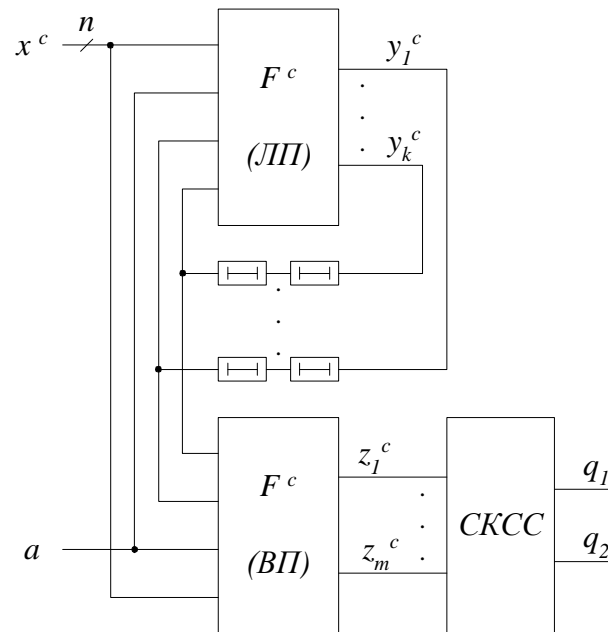 x^c
n
F^c
(ЛП)
y_1^c
y_k^c
F^c
(ВП)
z_1^c
z_m^c
СКСС
q_1
q_2
a